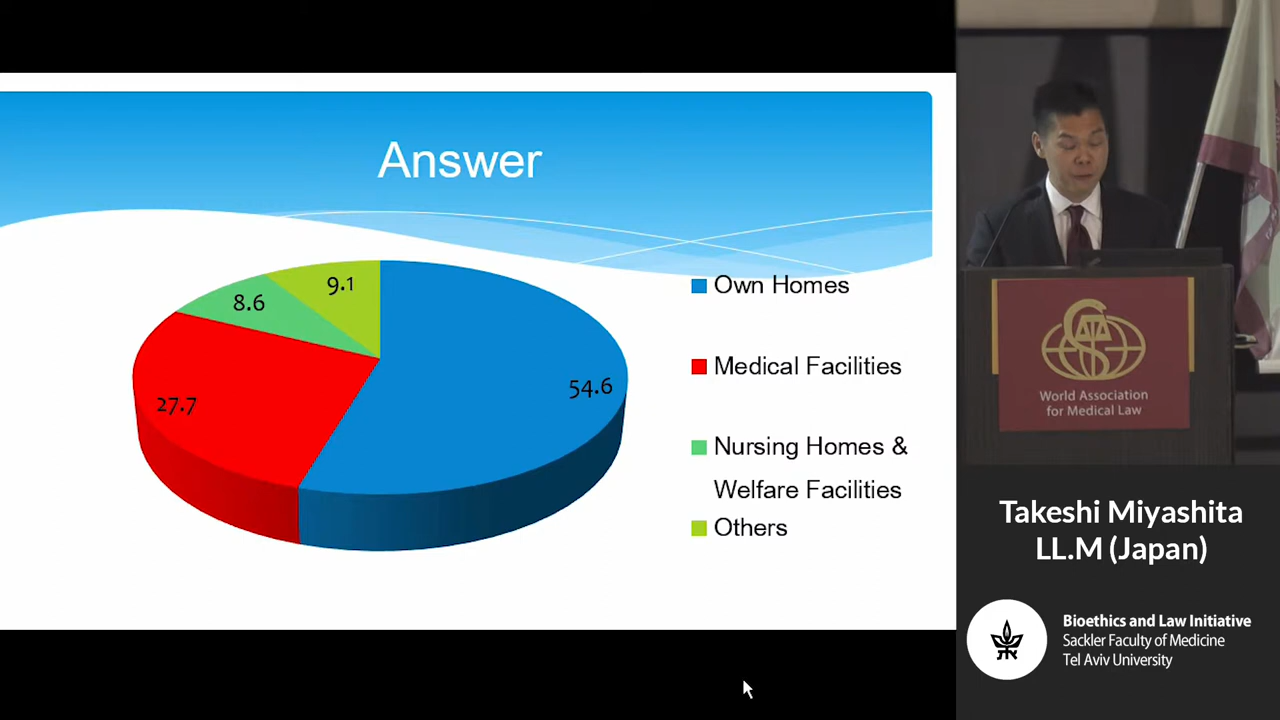 Answer
9.1
8.6
27.7
54.6
Own Homes
Medical Facilities
Nursing Homes &
Welfare Facilities
Others
World Association
for Medical Law
Takeshi Miyashita
LL.M (Japan)
Bioethics and Law Initiative
Sackler Faculty of Medicine
Tel Aviv University